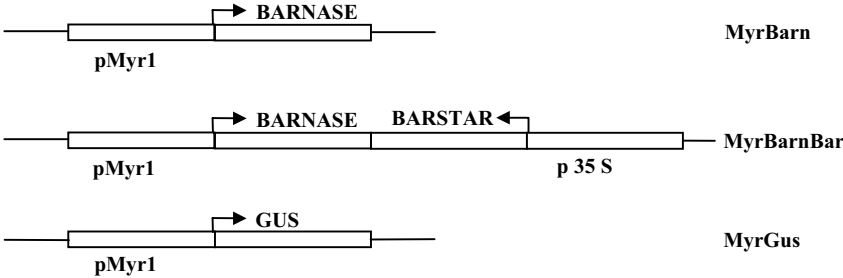 BARNASE
pMyr1
MyrBarn
BARNASE BARSTAR
pMyr1
p 35 S
MyrBarnBar
GUS
pMyr1
MyrGus